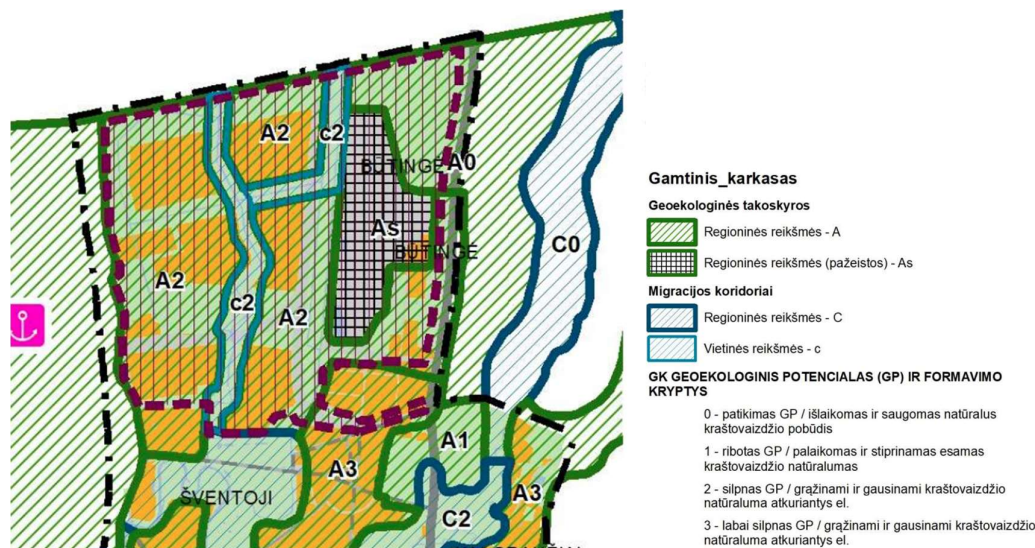 A2
c2
BŪTINGĖ
A0
As
BŪTINGĖ
C0
A2
c2
A2
A1
A3
A3
ŠVENTOJI
C2
Gamtinis_karkasas
Geoekologinės takoskyros
Regioninės reikšmės - A
Regioninės reikšmės (pažeistos) - As
Migracijos koridoriai
Regioninės reikšmės - C
Vietinės reikšmės - c
GK GEOEKOLOGINIS POTENCIALAS (GP) IR FORMAVIMO
KRYPTYS
0 - patikimas GP / išlaikomas ir saugomas natūralus
kraštovaizdžio pobūdis
1 - ribotas GP / palaikomas ir stiprinamas esamas
kraštovaizdžio natūralumas
2 - silpnas GP / grąžinami ir gausinami kraštovaizdžio
natūraluma atkuriantys el.
3 - labai silpnas GP / grąžinami ir gausinami kraštovaizdžio
natūraluma atkuriantys el.